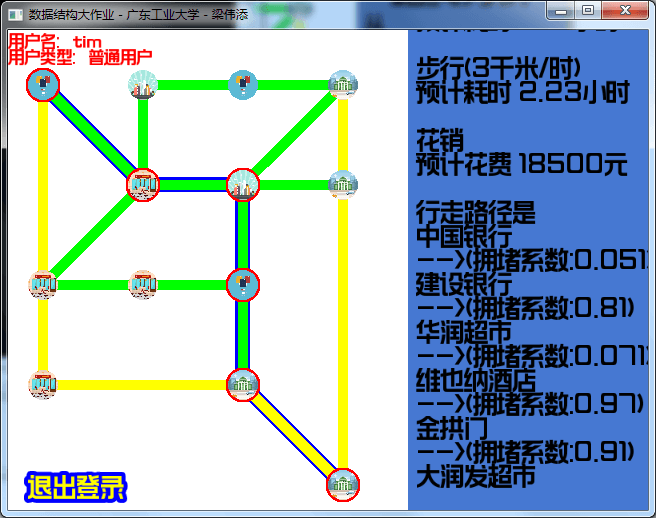 数据结构大作业 - 广东工业大学 - 梁伟添
用户名: tim
用户类型: 普通用户
步行(3千米/时)
预计耗时 2.23小时
花销
预计花费 18500元
行走路径是
中国银行
-->(拥堵系数:0.051
建设银行
-->(拥堵系数:0.81)
华润超市
-->(拥堵系数:0.071
维也纳酒店
-->(拥堵系数:0.97)
金拱门
-->(拥堵系数:0.91)
大润发超市
退出登录